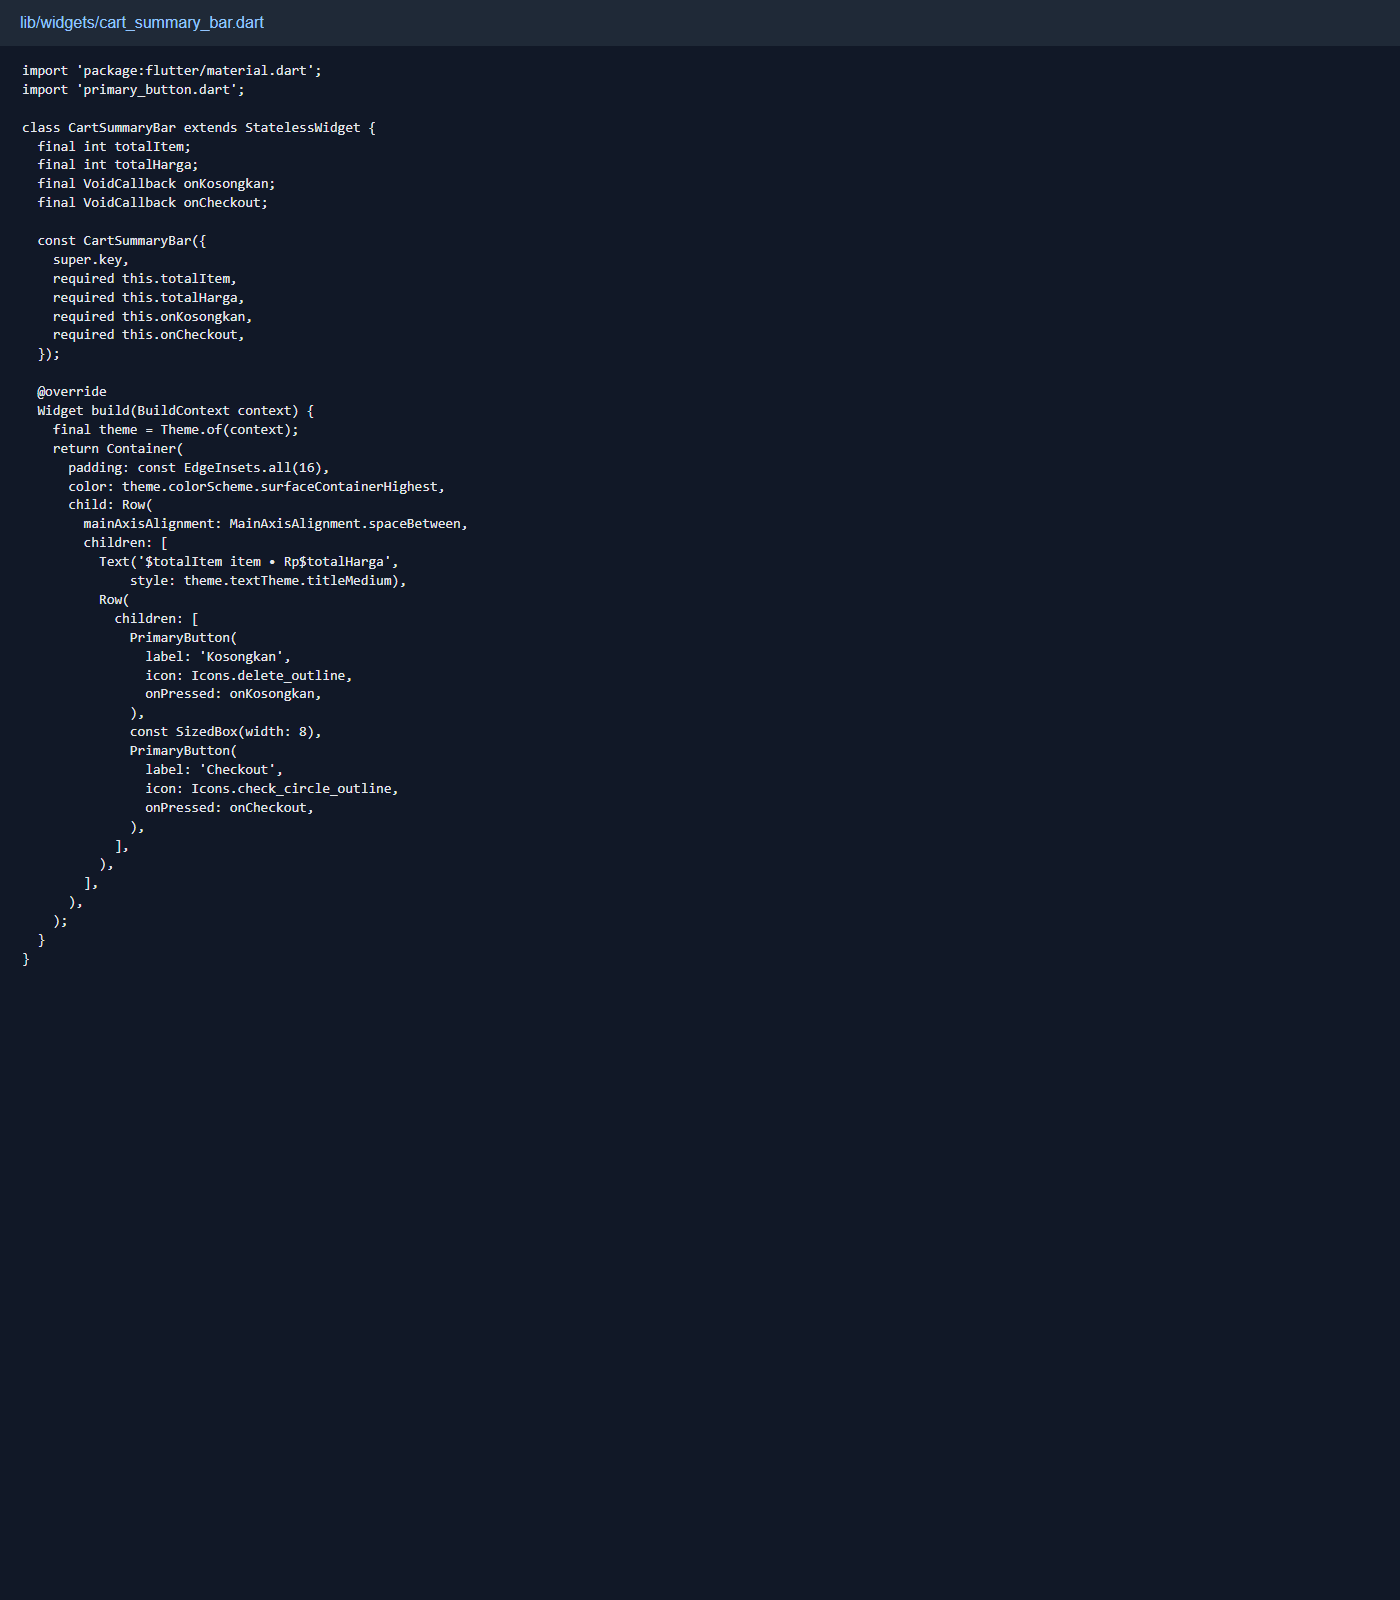 lib/widgets/cart_summary_bar.dart
import 'package:flutter/material.dart';
import 'primary_button.dart';

class CartSummaryBar extends StatelessWidget {
  final int totalItem;
  final int totalHarga;
  final VoidCallback onKosongkan;
  final VoidCallback onCheckout;

  const CartSummaryBar({
    super.key,
    required this.totalItem,
    required this.totalHarga,
    required this.onKosongkan,
    required this.onCheckout,
  });

  @override
  Widget build(BuildContext context) {
    final theme = Theme.of(context);
    return Container(
      padding: const EdgeInsets.all(16),
      color: theme.colorScheme.surfaceContainerHighest,
      child: Row(
        mainAxisAlignment: MainAxisAlignment.spaceBetween,
        children: [
          Text('$totalItem item • Rp$totalHarga',
              style: theme.textTheme.titleMedium),
          Row(
            children: [
              PrimaryButton(
                label: 'Kosongkan',
                icon: Icons.delete_outline,
                onPressed: onKosongkan,
              ),
              const SizedBox(width: 8),
              PrimaryButton(
                label: 'Checkout',
                icon: Icons.check_circle_outline,
                onPressed: onCheckout,
              ),
            ],
          ),
        ],
      ),
    );
  }
}